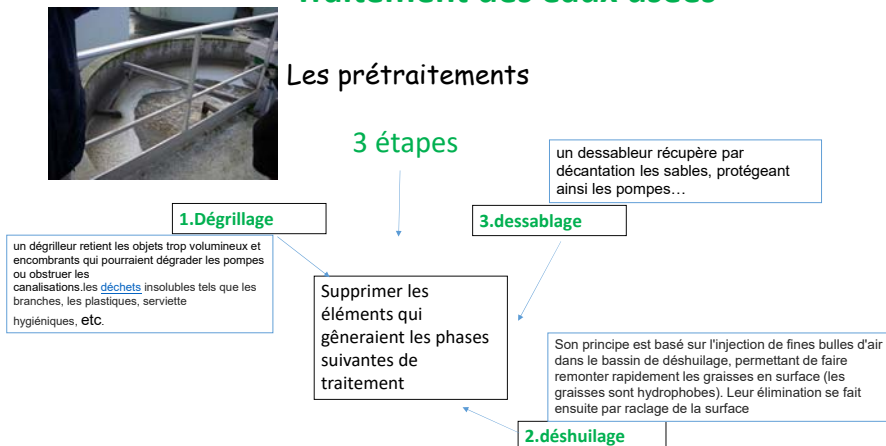 Traitement des eaux usées
Les prétraitements
3 étapes
un dessableur récupère par
décantation les sables, protégeant
ainsi les pompes…
1.Dégrillage
3.dessablage
un dégrilleur retient les objets trop volumineux et
encombrants qui pourraient dégrader les pompes
ou obstruer les
canalisations.les déchets insolubles tels que les
branches, les plastiques, serviette
hygiéniques, etc.
Supprimer les
éléments qui
gêneraient les phases
suivantes de
traitement
Son principe est basé sur l'injection de fines bulles d'air
dans le bassin de déshuilage, permettant de faire
remonter rapidement les graisses en surface (les
graisses sont hydrophobes). Leur élimination se fait
ensuite par raclage de la surface
2.déshuilage